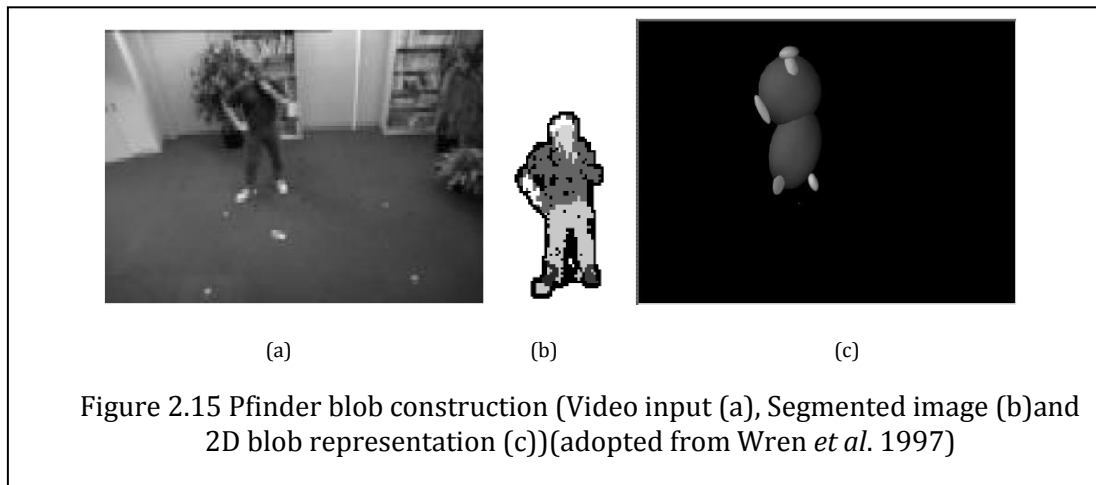 (a) (b) (c)
Figure 2.15 Pfinder blob construction (Video input (a), Segmented image (b)and
2D blob representation (c))(adopted from Wren et al. 1997)